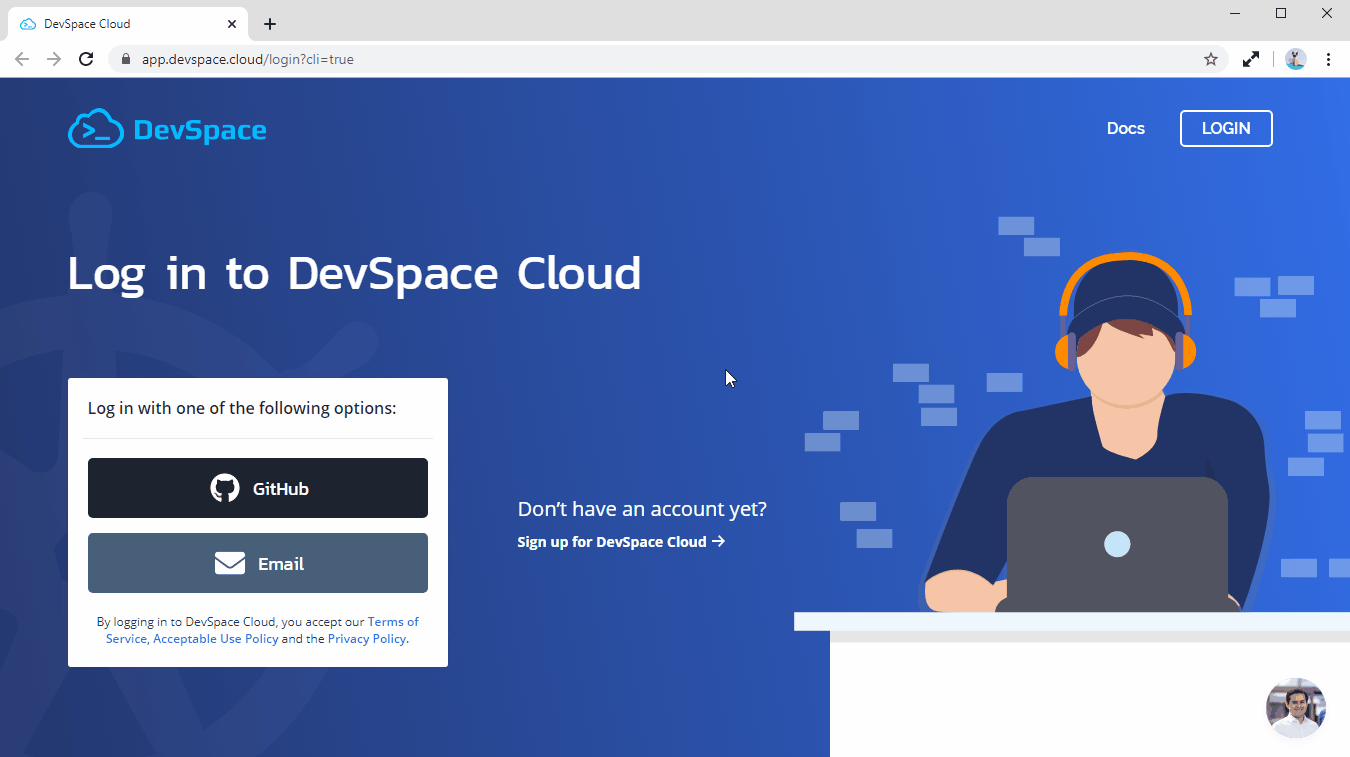 DevSpace Cloud
app.devspace.cloud/login?cli=true
DevSpace
Docs
LOGIN
Log in to DevSpace Cloud
Log in with one of the following options:
GitHub
Email
By logging in to DevSpace Cloud, you accept our Terms of
Service, Acceptable Use Policy and the Privacy Policy.
Don’t have an account yet?
Sign up for DevSpace Cloud →